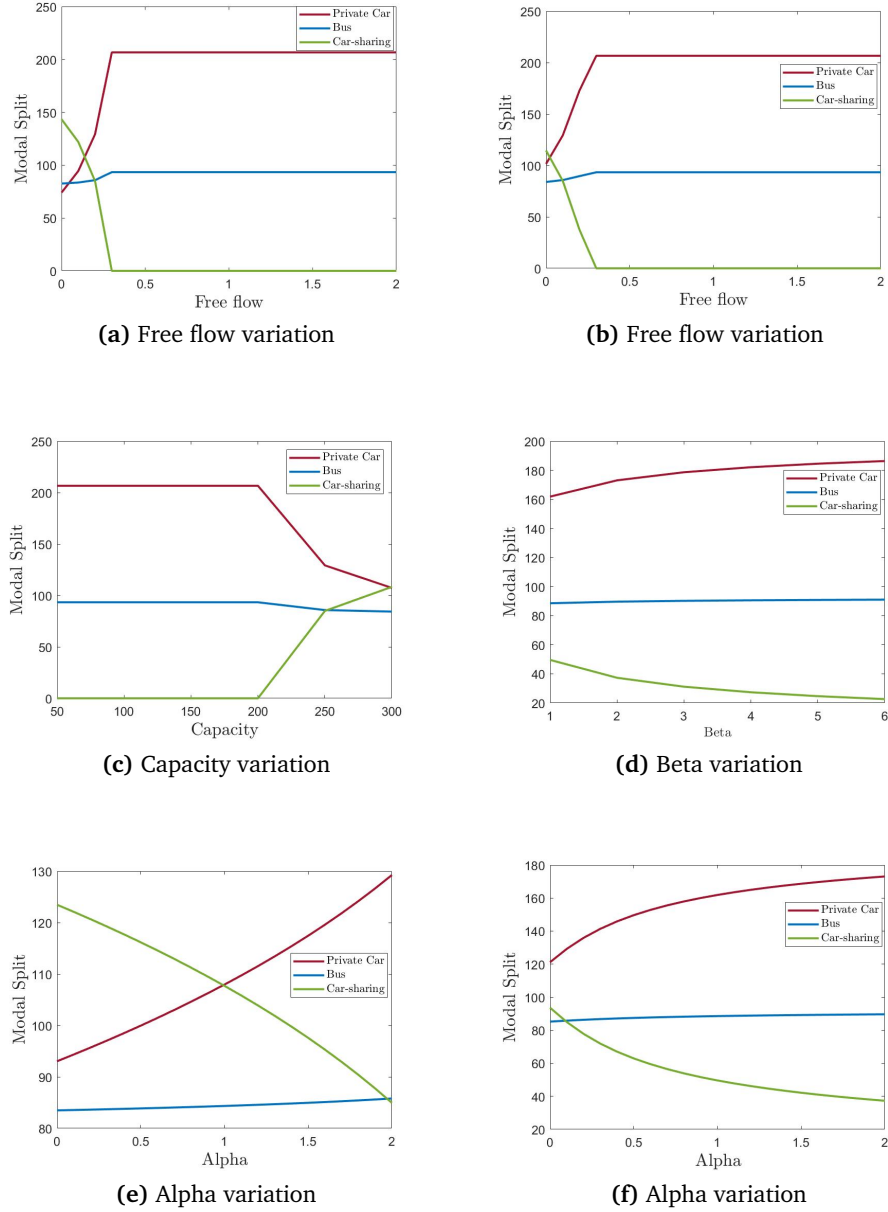 250
200
150
100
50
0
Modal Split
Private Car
Bus
Car-sharing
0 0.5 1 1.5 2
Free flow
(a) Free flow variation
250
200
150
100
50
0
Modal Split
Private Car
Bus
Car-sharing
0 0.5 1 1.5 2
Free flow
(b) Free flow variation
250
200
150
100
50
0
Modal Split
Private Car
Bus
Car-sharing
50 100 150 200 250 300
Capacity
(c) Capacity variation
200
180
160
140
120
100
80
60
40
20
Modal Split
Private Car
Bus
Car-sharing
1 2 3 4 5 6
Beta
(d) Beta variation
130
120
110
100
90
80
Modal Split
Private Car
Bus
Car-sharing
0 0.5 1 1.5 2
Alpha
(e) Alpha variation
180
160
140
120
100
80
60
40
20
Modal Split
Private Car
Bus
Car-sharing
0 0.5 1 1.5 2
Alpha
(f) Alpha variation